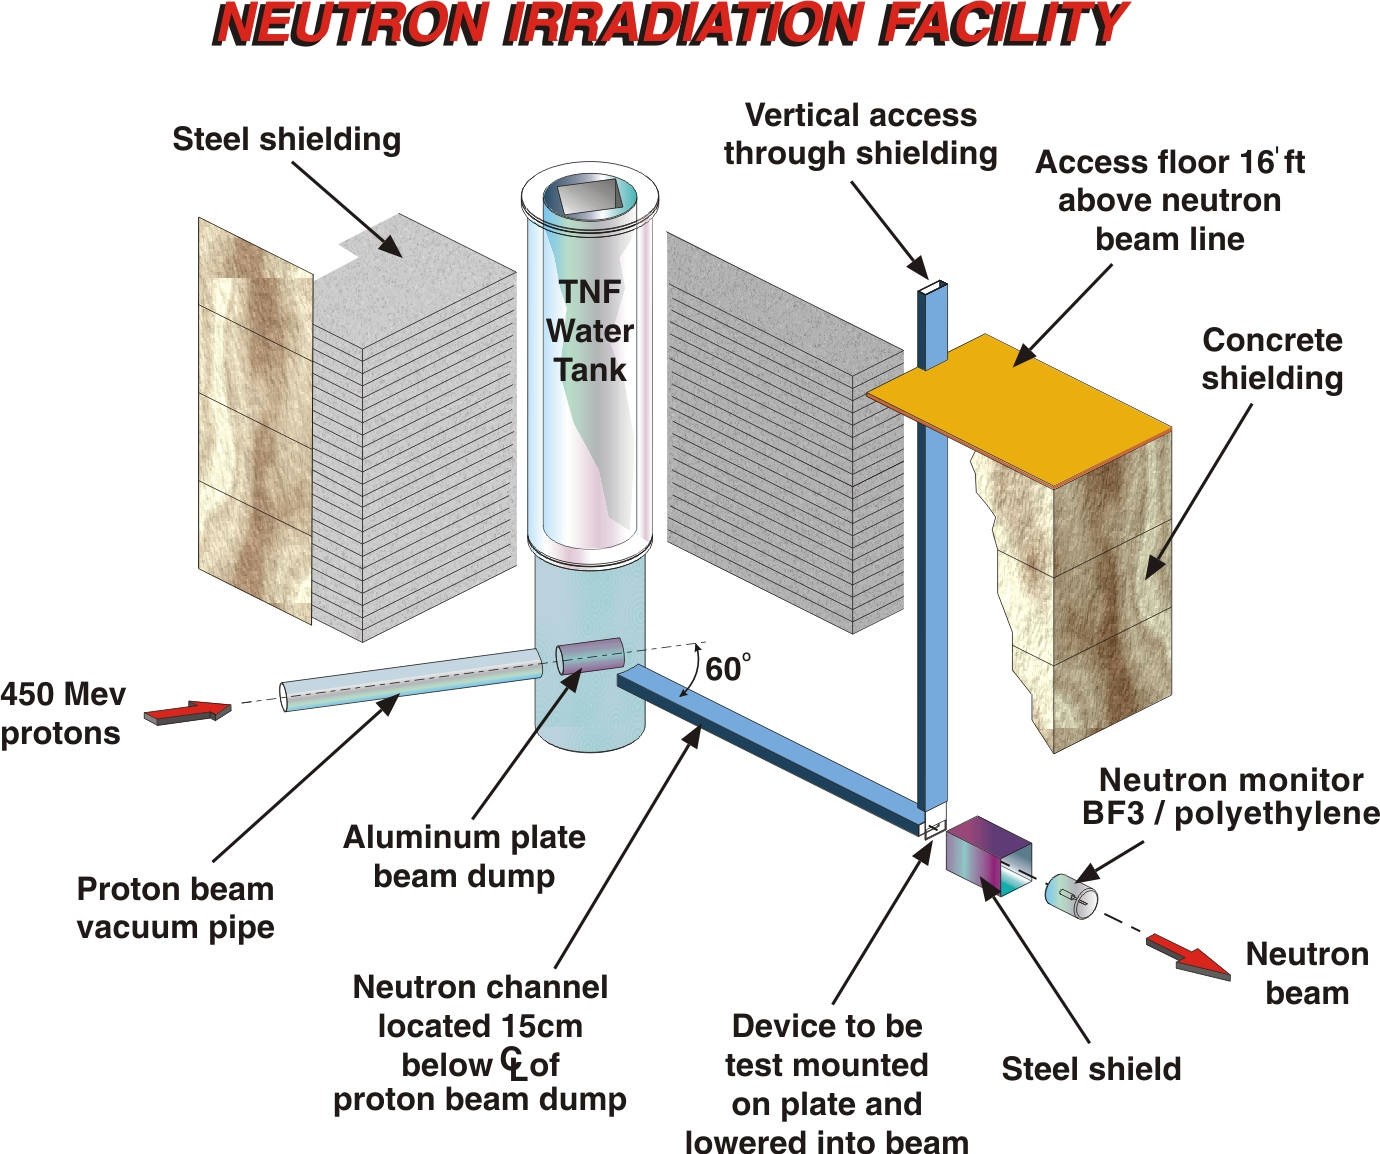 NEUTRON IRRADIATION FACILITY
Steel shielding
Vertical access
through shielding
Access floor 16' ft
above neutron
beam line
Concrete
shielding
TNF
Water
Tank
60°
450 Mev
protons
Proton beam
vacuum pipe
Aluminum plate
beam dump
Neutron channel
located 15cm
below ℄ of
proton beam dump
Device to be
test mounted
on plate and
lowered into beam
Steel shield
Neutron monitor
BF3 / polyethylene
Neutron
beam